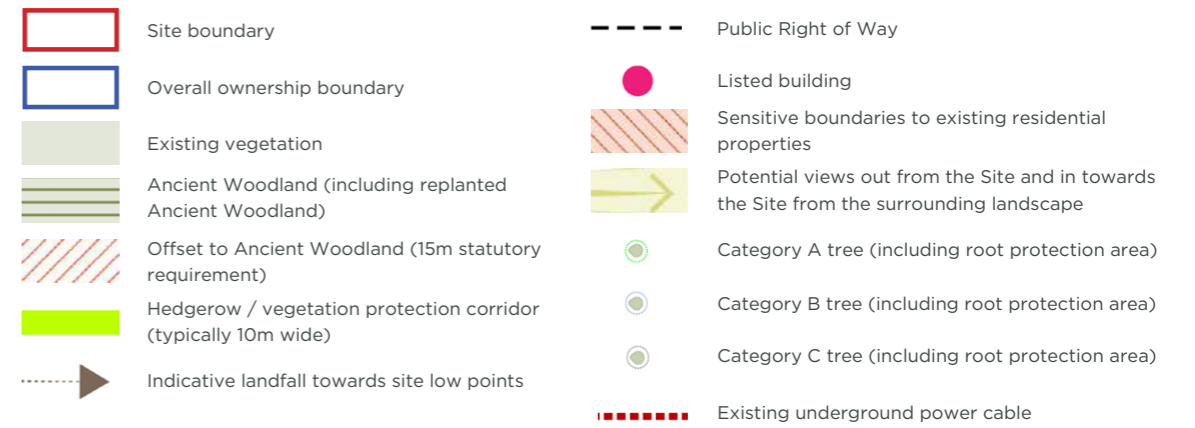 Site boundary
Overall ownership boundary
Existing vegetation
Ancient Woodland (including replanted
Ancient Woodland)
Offset to Ancient Woodland (15m statutory
requirement)
Hedgerow / vegetation protection corridor
(typically 10m wide)
Indicative landfall towards site low points
Public Right of Way
Listed building
Sensitive boundaries to existing residential
properties
Potential views out from the Site and in towards
the Site from the surrounding landscape
Category A tree (including root protection area)
Category B tree (including root protection area)
Category C tree (including root protection area)
Existing underground power cable